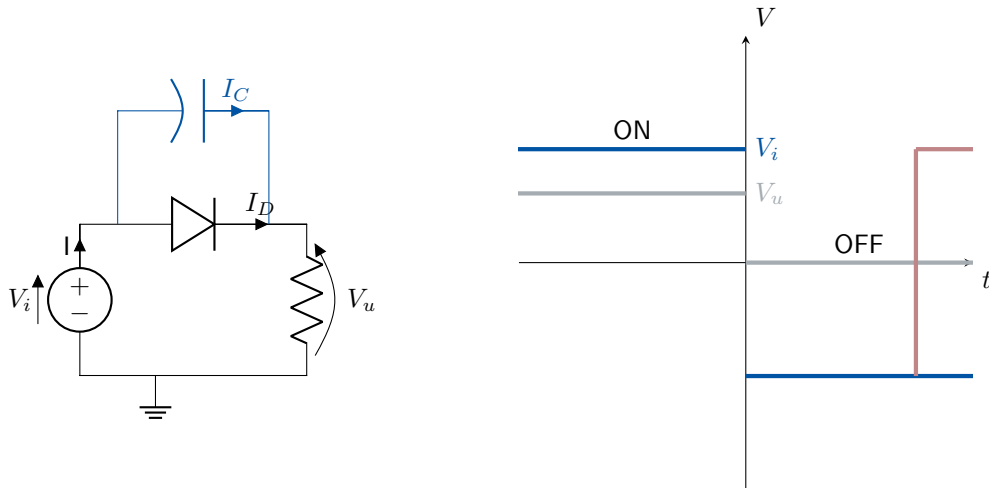 I_C
I_D
I
V_i
+
−
V_u
V
ON
V_i
V_u
OFF
t